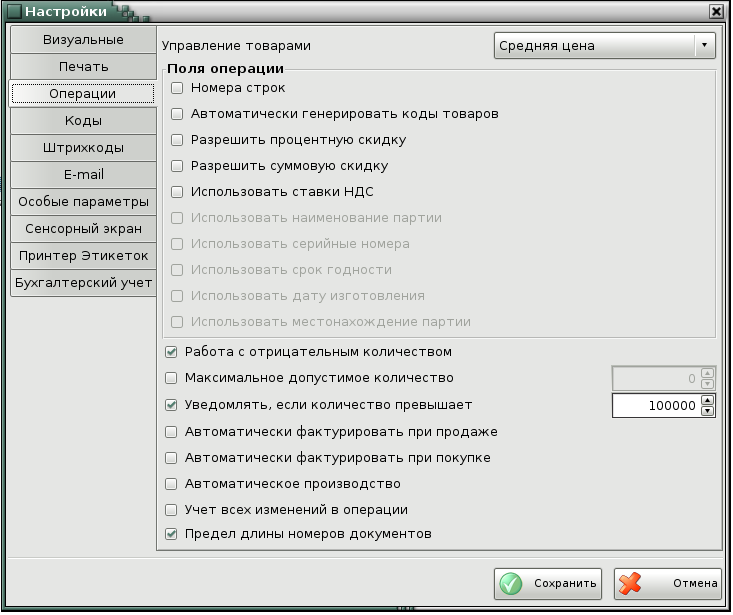 Настройки
Визуальные
Печать
Операции
Коды
Штрихкоды
E-mail
Особые параметры
Сенсорный экран
Принтер Этикеток
Бухгалтерский учет
Управление товарами
Средняя цена
Поля операции
Номера строк
Автоматически генерировать коды товаров
Разрешить процентную скидку
Разрешить суммовую скидку
Использовать ставки НДС
Использовать наименование партии
Использовать серийные номера
Использовать срок годности
Использовать дату изготовления
Использовать местонахождение партии
Работа с отрицательным количеством
Максимальное допустимое количество 0
Уведомлять, если количество превышает 100000
Автоматически фактурировать при продаже
Автоматически фактурировать при покупке
Автоматическое производство
Учет всех изменений в операции
Предел длины номеров документов
Сохранить
Отмена